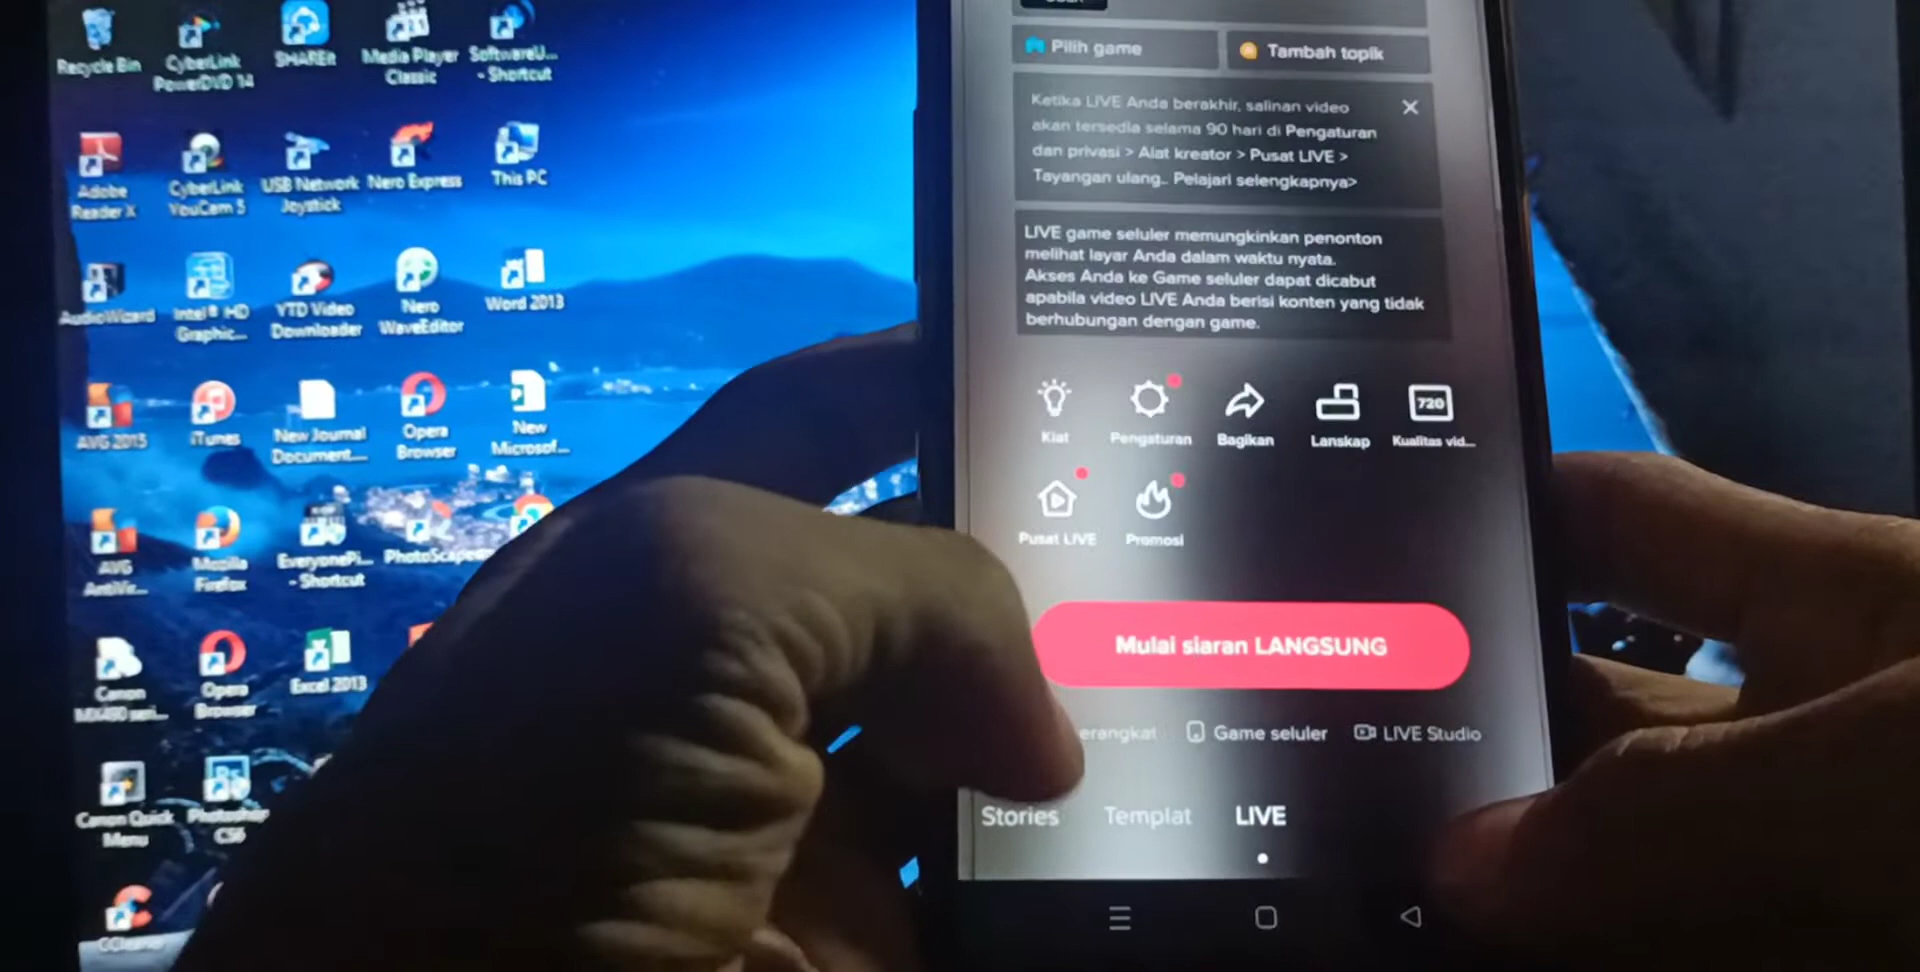 Recycle Bin
CyberLink
PowerDVD 14
SHAREit
Media Player
Classic
SoftwareU...
- Shortcut
Adobe
Reader X
CyberLink
YouCam 5
USB Network
Joystick
Nero Express
This PC
AudioWizard
Intel® HD
Graphic...
YTD Video
Downloader
Nero
WaveEditor
Word 2013
AVG 2015
iTunes
New Journal
Document....
Opera
Browser
New
Microsof...
AVG
AntiVir...
Mozilla
Firefox
EveryonePi...
- Shortcut
PhotoScape
Canon
MX490 seri...
Opera
Browser
Excel 2013
Canon Quick
Menu
Photoshop
CS6
CCleaner
Pilih game
Tambah topik
Ketika LIVE Anda berakhir, salinan video
akan tersedia selama 90 hari di Pengaturan
dan privasi > Alat kreator > Pusat LIVE >
Tayangan ulang.. Pelajari selengkapnya>
LIVE game seluler memungkinkan penonton
melihat layar Anda dalam waktu nyata.
Akses Anda ke Game seluler dapat dicabut
apabila video LIVE Anda berisi konten yang tidak
berhubungan dengan game.
Kiat
Pengaturan
Bagikan
Lanskap
720
Kualitas vid...
Pusat LIVE
Promosi
Mulai siaran LANGSUNG
erangkat
Game seluler
LIVE Studio
Stories
Templat
LIVE